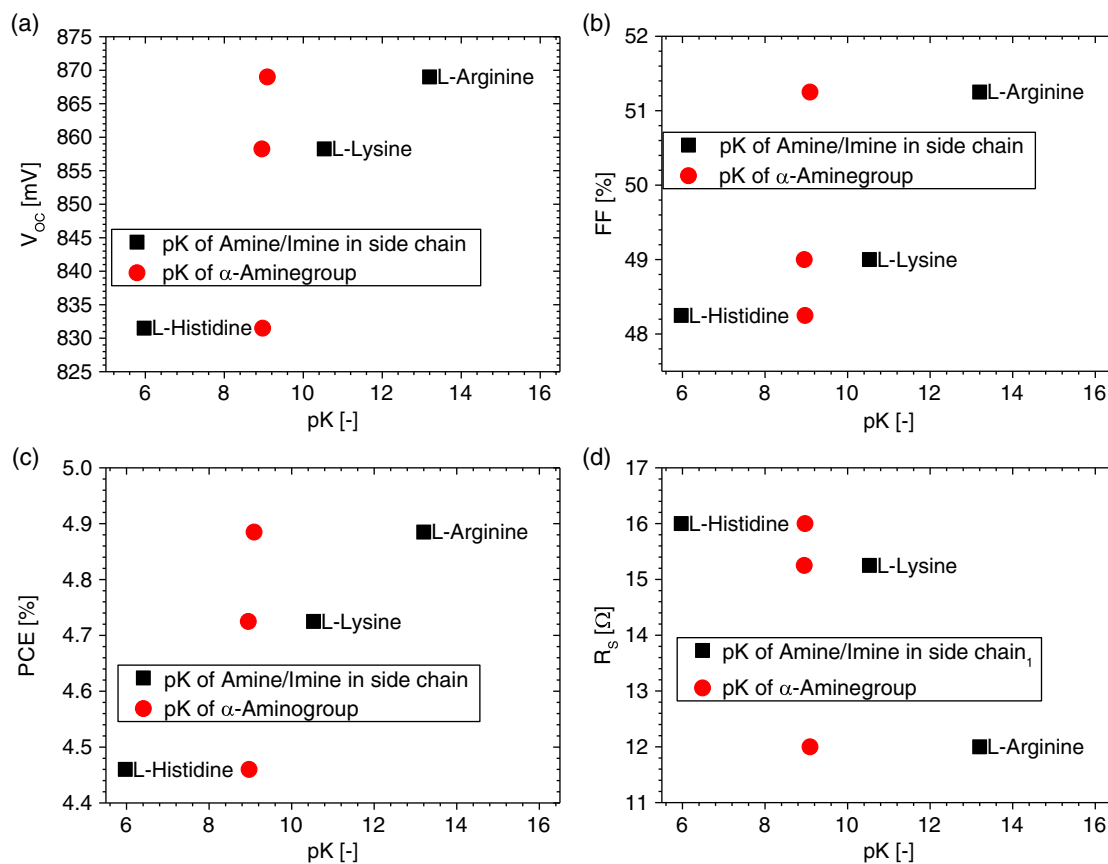 (a)
875
870
865
860
855
850
845
840
835
830
825
V_OC [mV]
L-Arginine
L-Lysine
pK of Amine/Imine in side chain
pK of α-Aminegroup
L-Histidine
6 8 10 12 14 16
pK [-]
(b)
52
51
50
49
48
FF [%]
L-Arginine
pK of Amine/Imine in side chain
pK of α-Aminegroup
L-Lysine
L-Histidine
6 8 10 12 14 16
pK [-]
(c)
5.0
4.9
4.8
4.7
4.6
4.5
4.4
PCE [%]
L-Arginine
L-Lysine
pK of Amine/Imine in side chain
pK of α-Aminogroup
L-Histidine
6 8 10 12 14 16
pK [-]
(d)
17
16
15
14
13
12
11
R_S [Ω]
L-Histidine
L-Lysine
pK of Amine/Imine in side chain₁
pK of α-Aminegroup
L-Arginine
6 8 10 12 14 16
pK [-]